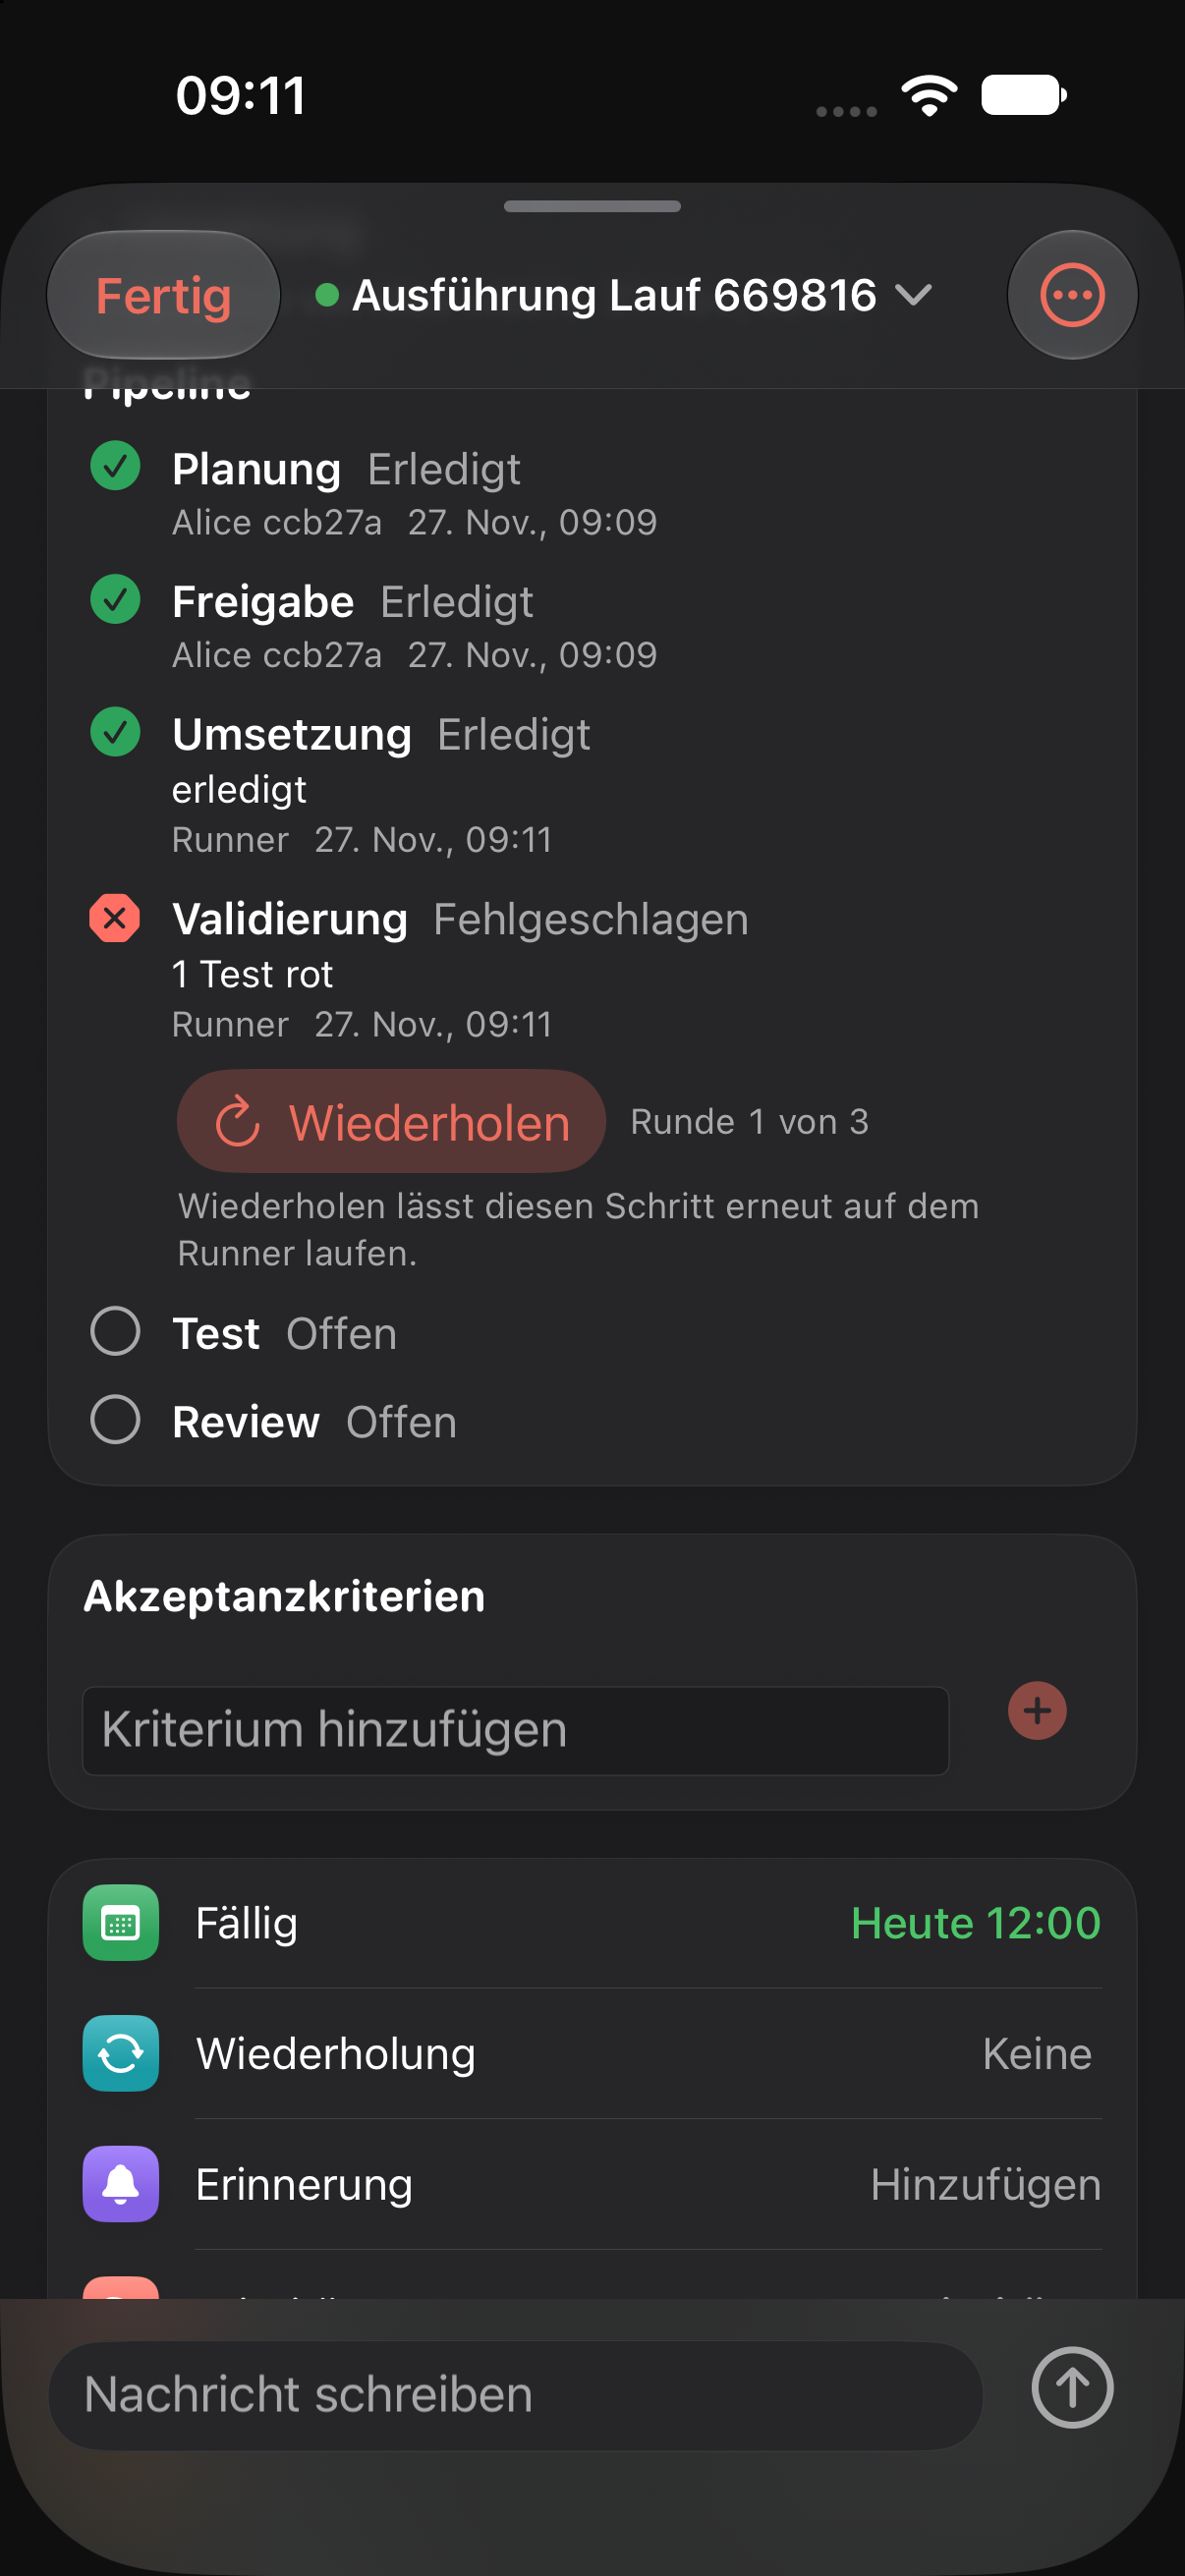 09:11
Fertig
Ausführung Lauf 669816
Pipeline
Planung Erledigt
Alice ccb27a 27. Nov., 09:09
Freigabe Erledigt
Alice ccb27a 27. Nov., 09:09
Umsetzung Erledigt
erledigt
Runner 27. Nov., 09:11
Validierung Fehlgeschlagen
1 Test rot
Runner 27. Nov., 09:11
Wiederholen Runde 1 von 3
Wiederholen lässt diesen Schritt erneut auf dem
Runner laufen.
Test Offen
Review Offen
Akzeptanzkriterien
Kriterium hinzufügen
Fällig Heute 12:00
Wiederholung Keine
Erinnerung Hinzufügen
Nachricht schreiben